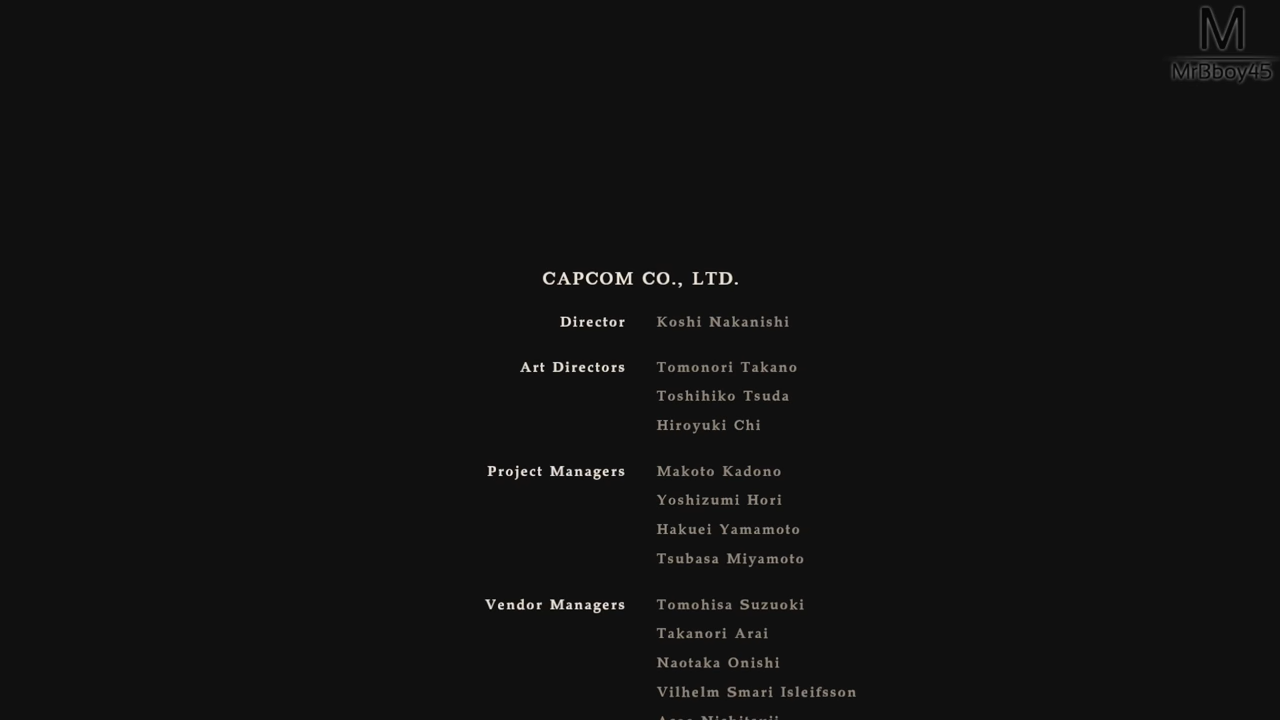 M
MrBboy45
CAPCOM CO., LTD.
Director Koshi Nakanishi
Art Directors Tomonori Takano
Toshihiko Tsuda
Hiroyuki Chi
Project Managers Makoto Kadono
Yoshizumi Hori
Hakuei Yamamoto
Tsubasa Miyamoto
Vendor Managers Tomohisa Suzuoki
Takanori Arai
Naotaka Onishi
Vilhelm Smari Isleifsson